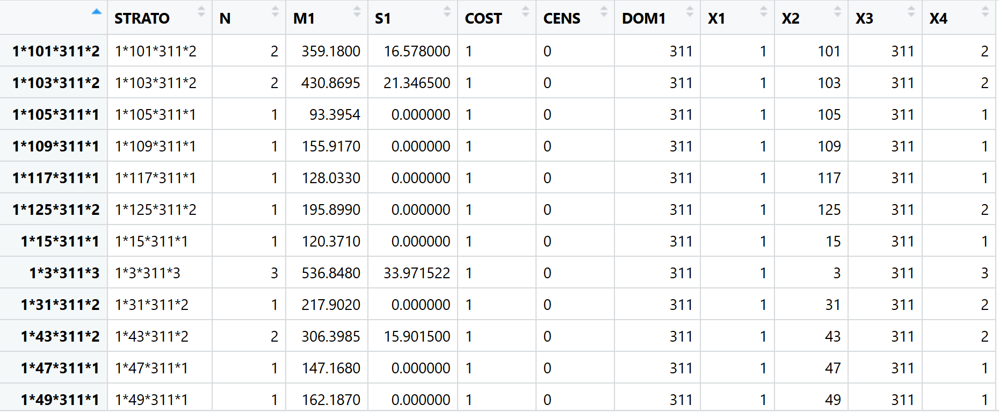 STRATO N M1 S1 COST CENS DOM1 X1 X2 X3 X4
1*101*311*2 1*101*311*2 2 359.1800 16.578000 1 0 311 1 101 311 2
1*103*311*2 1*103*311*2 2 430.8695 21.346500 1 0 311 1 103 311 2
1*105*311*1 1*105*311*1 1 93.3954 0.000000 1 0 311 1 105 311 1
1*109*311*1 1*109*311*1 1 155.9170 0.000000 1 0 311 1 109 311 1
1*117*311*1 1*117*311*1 1 128.0330 0.000000 1 0 311 1 117 311 1
1*125*311*2 1*125*311*2 1 195.8990 0.000000 1 0 311 1 125 311 2
1*15*311*1 1*15*311*1 1 120.3710 0.000000 1 0 311 1 15 311 1
1*3*311*3 1*3*311*3 3 536.8480 33.971522 1 0 311 1 3 311 3
1*31*311*2 1*31*311*2 1 217.9020 0.000000 1 0 311 1 31 311 2
1*43*311*2 1*43*311*2 2 306.3985 15.901500 1 0 311 1 43 311 2
1*47*311*1 1*47*311*1 1 147.1680 0.000000 1 0 311 1 47 311 1
1*49*311*1 1*49*311*1 1 162.1870 0.000000 1 0 311 1 49 311 1